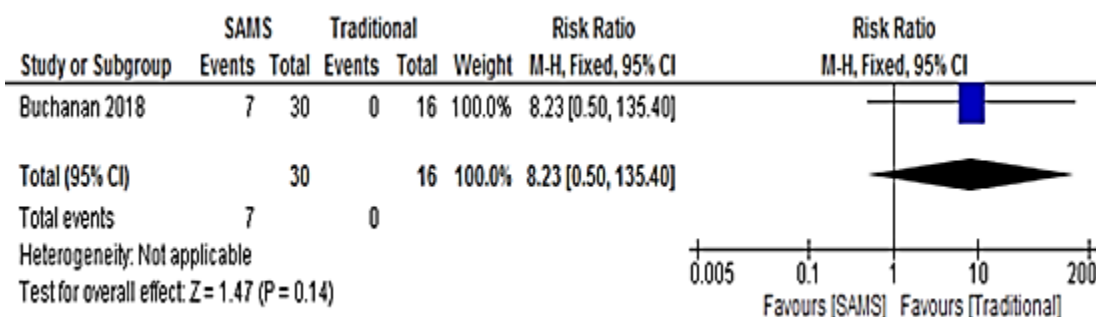 SAMS Traditional Risk Ratio Risk Ratio
Study or Subgroup Events Total Events Total Weight M-H, Fixed, 95% CI M-H, Fixed, 95% CI
Buchanan 2018 7 30 0 16 100.0% 8.23 [0.50, 135.40]
Total (95% CI) 30 16 100.0% 8.23 [0.50, 135.40]
Total events 7 0
Heterogeneity: Not applicable
Test for overall effect: Z = 1.47 (P = 0.14)
0.005 0.1 1 10 200
Favours [SAMS] Favours [Traditional]